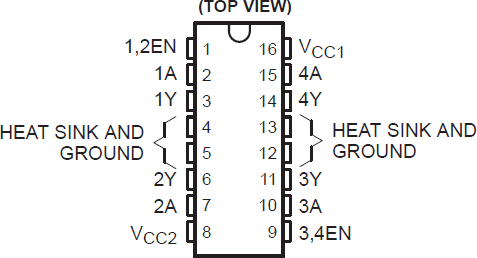 (TOP VIEW)
1,2EN 1 16 VCC1
1A 2 15 4A
1Y 3 14 4Y
HEAT SINK AND GROUND 4 13 HEAT SINK AND GROUND
5 12
2Y 6 11 3Y
2A 7 10 3A
VCC2 8 9 3,4EN